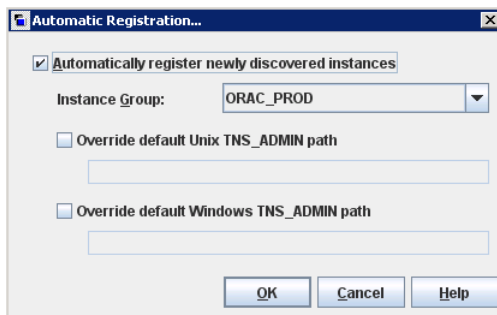 Automatic Registration...
Automatically register newly discovered instances
Instance Group: ORAC_PROD
Override default Unix TNS_ADMIN path
Override default Windows TNS_ADMIN path
OK Cancel Help